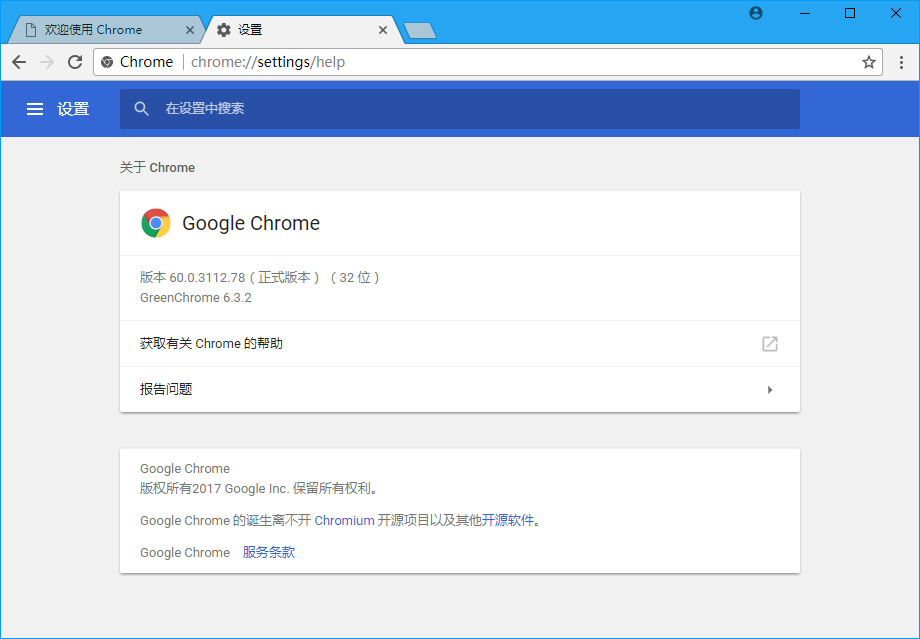 欢迎使用 Chrome
设置
Chrome chrome://settings/help
设置
在设置中搜索
关于 Chrome
Google Chrome
版本 60.0.3112.78（正式版本）（32 位）
GreenChrome 6.3.2
获取有关 Chrome 的帮助
报告问题
Google Chrome
版权所有2017 Google Inc. 保留所有权利。
Google Chrome 的诞生离不开 Chromium 开源项目以及其他开源软件。
Google Chrome 服务条款